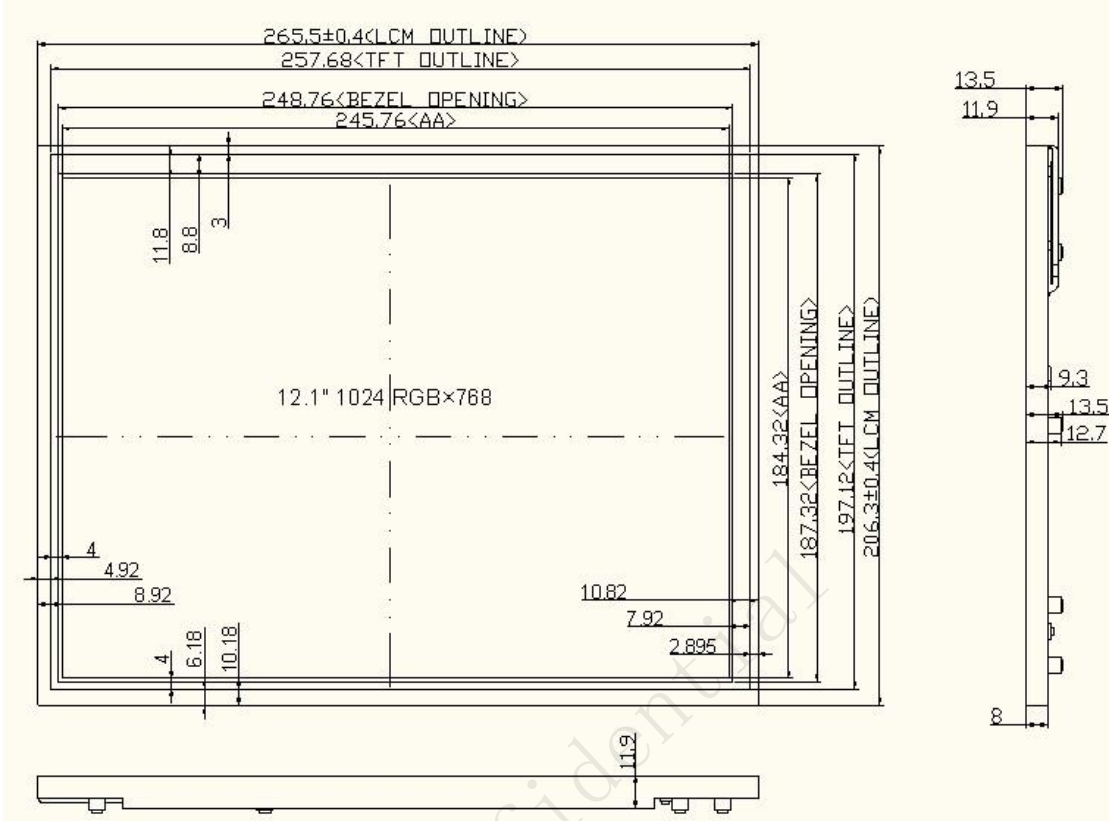 265.5±0.4<LCM OUTLINE>
257.68<TFT OUTLINE>
248.76<BEZEL OPENING>
245.76<AA>
13.5
11.9
11.8
8.8
3
12.1" 1024 RGB×768
184.32<AA>
187.32<BEZEL OPENING>
197.12<TFT OUTLINE>
206.3±0.4<LCM OUTLINE>
9.3
13.5
12.7
4
4.92
8.92
10.82
7.92
2.895
4
6.18
10.18
8
11.9
fidential